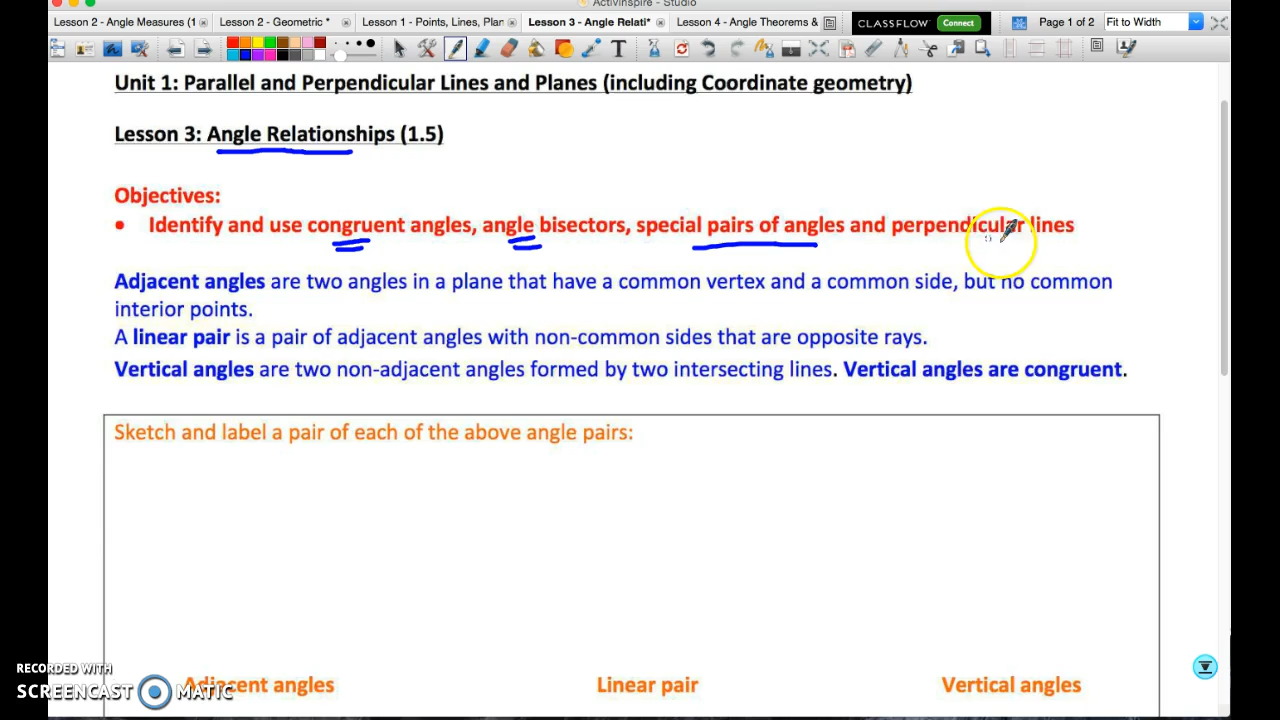 ActivInspire - Studio
Lesson 2 - Angle Measures (1
Lesson 2 - Geometric *
Lesson 1 - Points, Lines, Plan
Lesson 3 - Angle Relati*
Lesson 4 - Angle Theorems &
CLASSFLOW
Connect
Page 1 of 2
Fit to Width
Unit 1: Parallel and Perpendicular Lines and Planes (including Coordinate geometry)
Lesson 3: Angle Relationships (1.5)
Objectives:
• Identify and use congruent angles, angle bisectors, special pairs of angles and perpendicular lines
Adjacent angles are two angles in a plane that have a common vertex and a common side, but no common
interior points.
A linear pair is a pair of adjacent angles with non-common sides that are opposite rays.
Vertical angles are two non-adjacent angles formed by two intersecting lines. Vertical angles are congruent.
Sketch and label a pair of each of the above angle pairs:
Adjacent angles
Linear pair
Vertical angles
RECORDED WITH
SCREENCAST MATIC